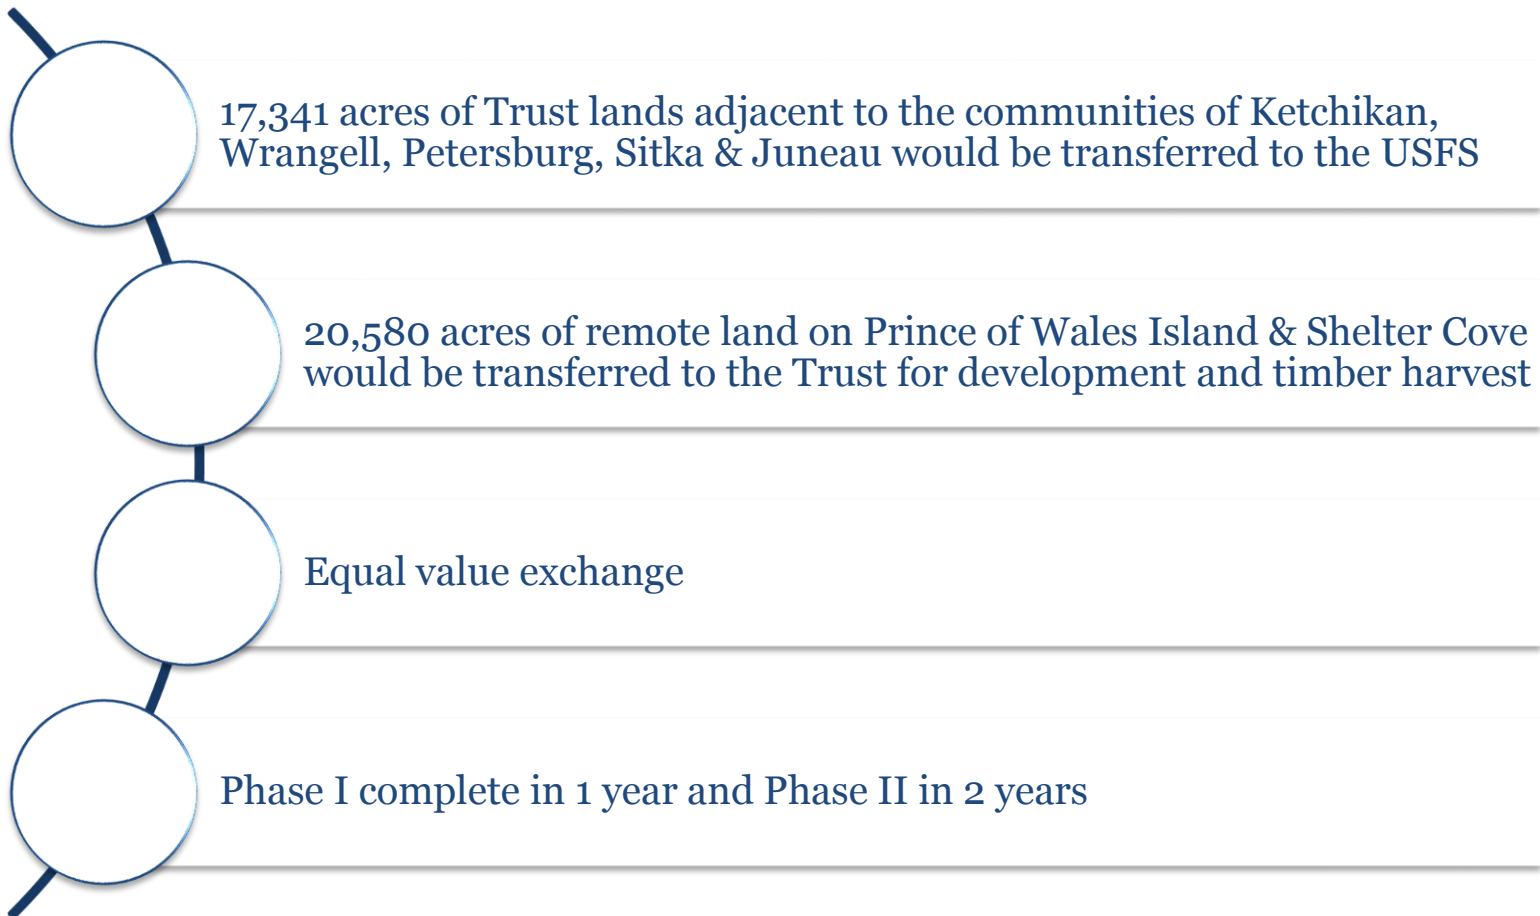 17,341 acres of Trust lands adjacent to the communities of Ketchikan,
Wrangell, Petersburg, Sitka & Juneau would be transferred to the USFS
20,580 acres of remote land on Prince of Wales Island & Shelter Cove
would be transferred to the Trust for development and timber harvest
Equal value exchange
Phase I complete in 1 year and Phase II in 2 years